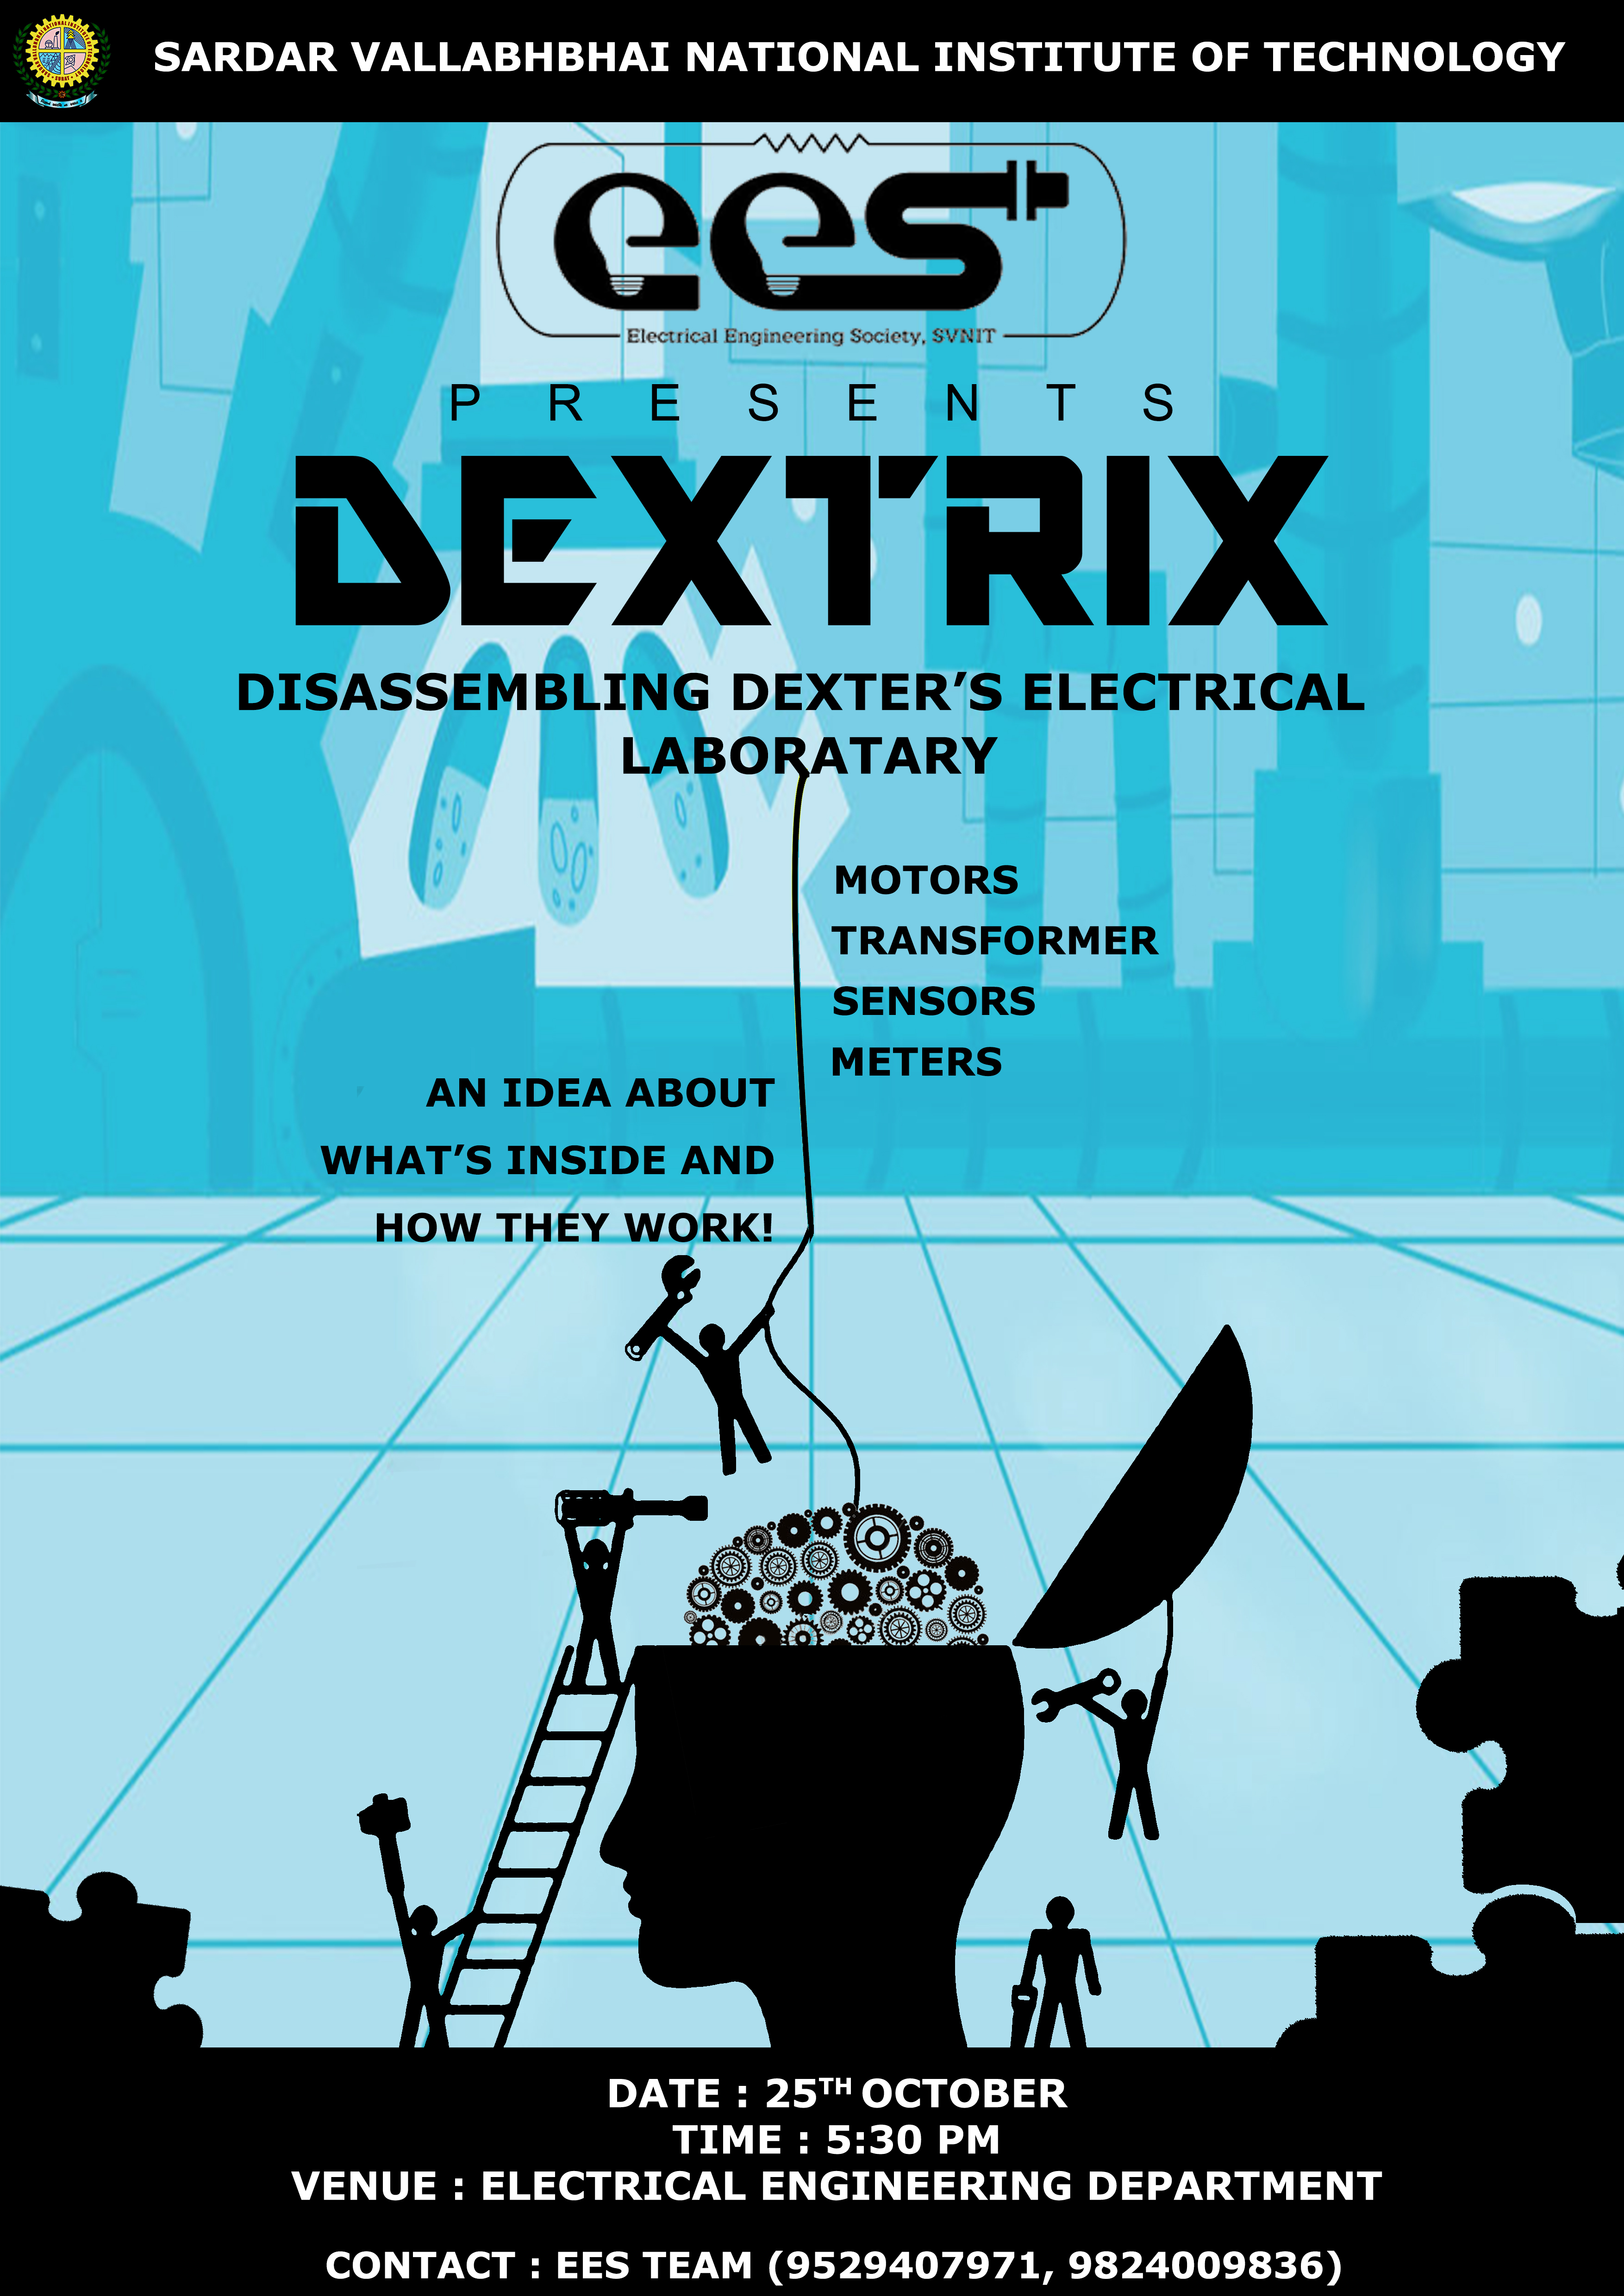 SARDAR VALLABHBHAI NATIONAL INSTITUTE OF TECHNOLOGY
ees
Electrical Engineering Society, SVNIT
PRESENTS
DEXTRIX
DISASSEMBLING DEXTER’S ELECTRICAL
LABORATARY
MOTORS
TRANSFORMER
SENSORS
METERS
AN IDEA ABOUT
WHAT’S INSIDE AND
HOW THEY WORK!
DATE : 25TH OCTOBER
TIME : 5:30 PM
VENUE : ELECTRICAL ENGINEERING DEPARTMENT
CONTACT : EES TEAM (9529407971, 9824009836)